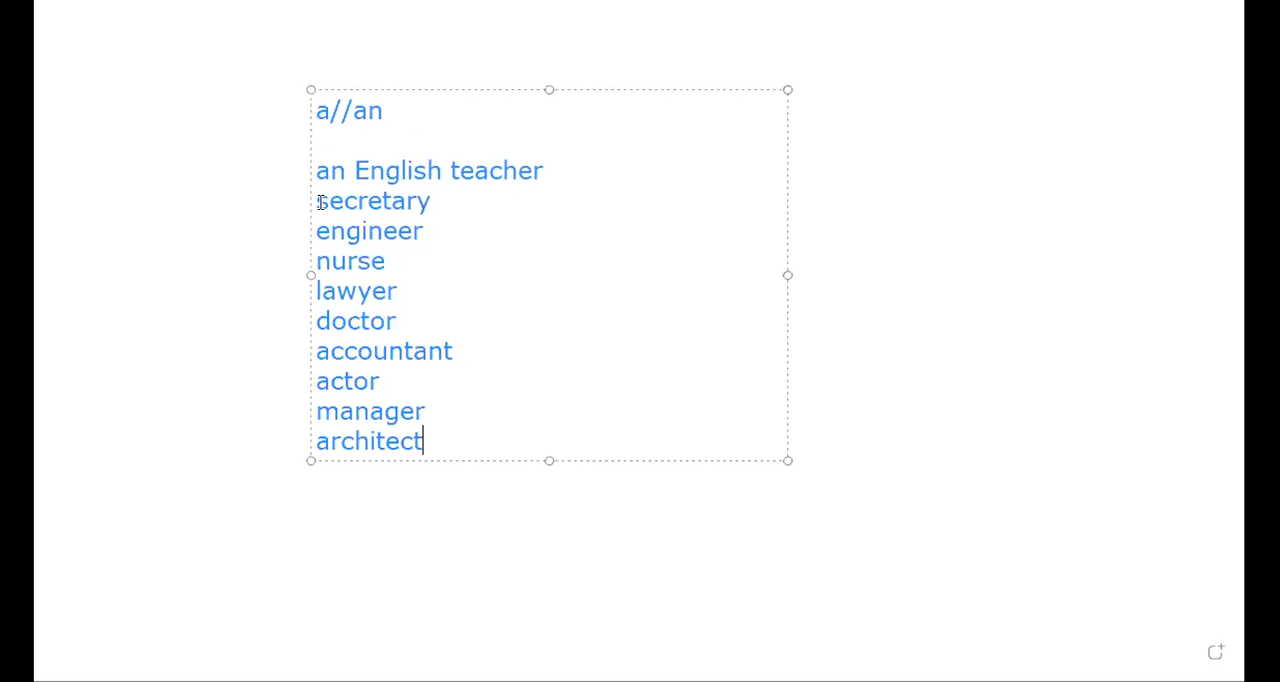 a//an
an English teacher
secretary
engineer
nurse
lawyer
doctor
accountant
actor
manager
architect